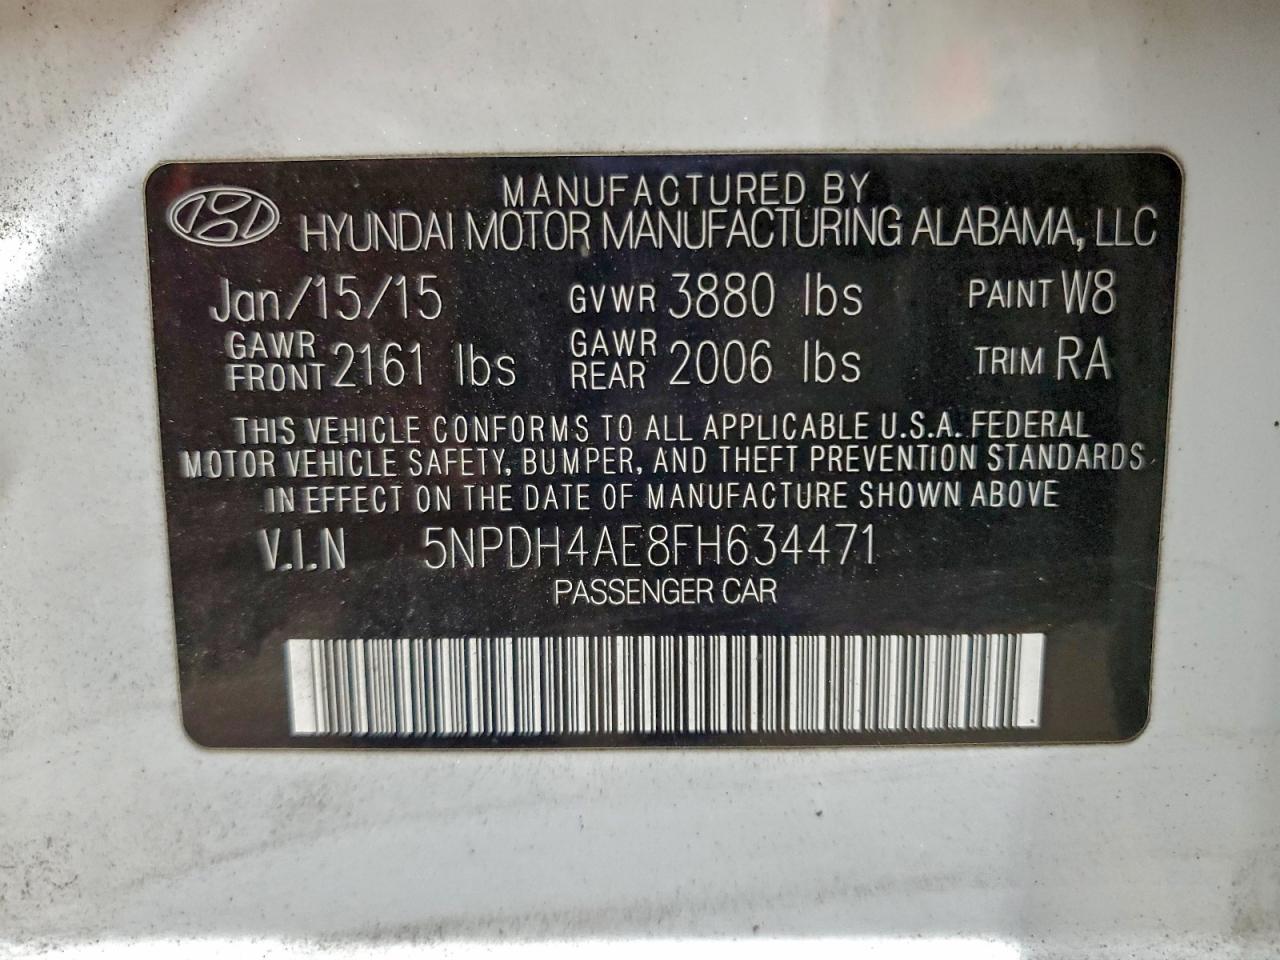 MANUFACTURED BY
HYUNDAI MOTOR MANUFACTURING ALABAMA, LLC
Jan/15/15 GVWR 3880 lbs PAINT W8
GAWR FRONT 2161 lbs GAWR REAR 2006 lbs TRIM RA
THIS VEHICLE CONFORMS TO ALL APPLICABLE U.S.A. FEDERAL
MOTOR VEHICLE SAFETY, BUMPER, AND THEFT PREVENTION STANDARDS
IN EFFECT ON THE DATE OF MANUFACTURE SHOWN ABOVE
V.I.N 5NPDH4AE8FH634471
PASSENGER CAR